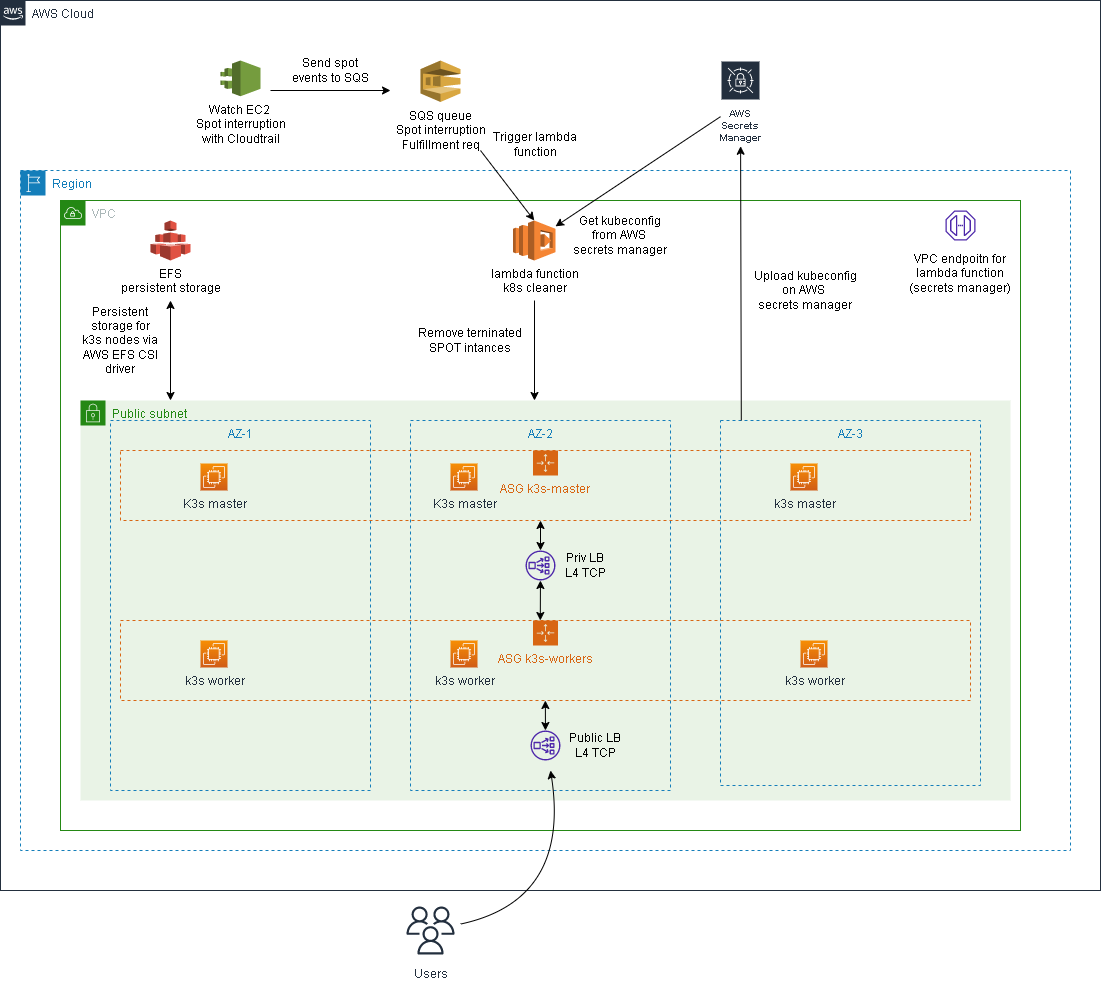 aws
AWS Cloud
Send spot
events to SQS
Watch EC2
Spot interruption
with Cloudtrail
SQS queue
Spot interruption
Fulfillment req
Trigger lambda
function
AWS
Secrets
Manager
Region
VPC
EFS
persistent storage
lambda function
k8s cleaner
Get kubeconfig
from AWS
secrets manager
Upload kubeconfig
on AWS
secrets manager
VPC endpoitn for
lambda function
(secrets manager)
Persistent
storage for
k3s nodes via
AWS EFS CSI
driver
Remove terninated
SPOT intances
Public subnet
AZ-1
AZ-2
AZ-3
K3s master
K3s master
ASG k3s-master
k3s master
Priv LB
L4 TCP
k3s worker
k3s worker
ASG k3s-workers
k3s worker
Public LB
L4 TCP
Users